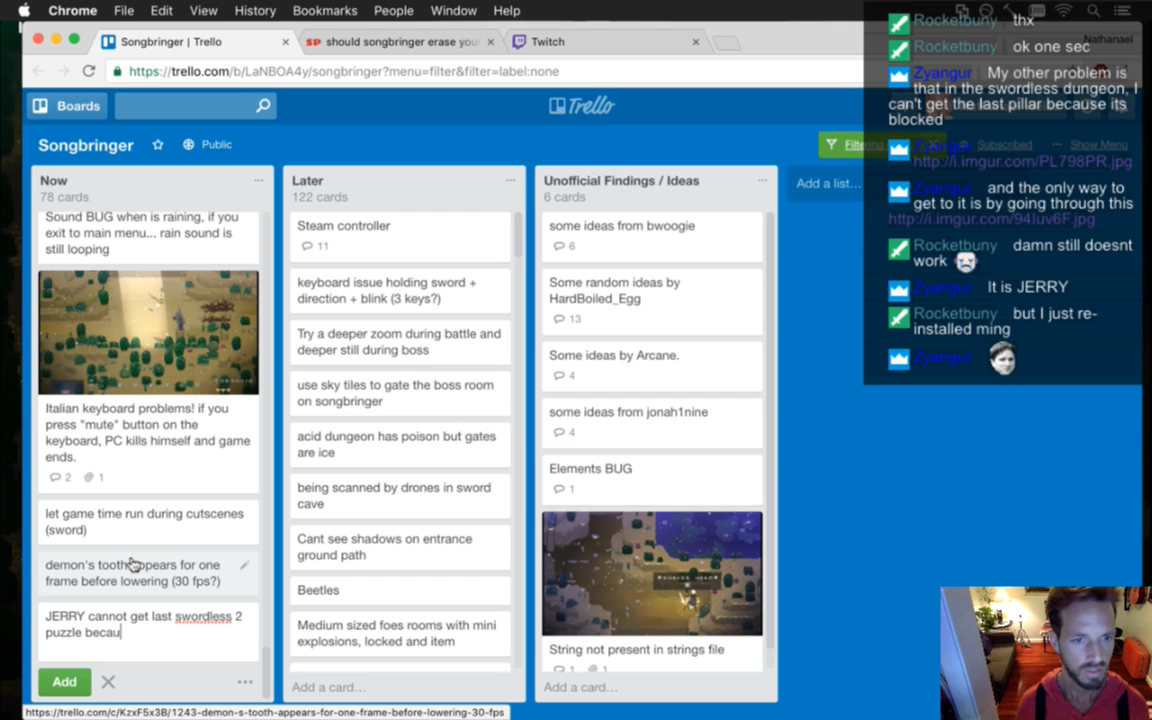 Chrome File Edit View History Bookmarks People Window Help
Songbringer | Trello
should songbringer erase your
Twitch
Nathanael
https://trello.com/b/LaNBOA4y/songbringer?menu=filter&filter=label:none
Boards
Trello
Songbringer
Public
Filtering
Subscribed
Show Menu
Now
78 cards
Sound BUG when is raining, if you
exit to main menu... rain sound is
still looping
Italian keyboard problems! if you
press "mute" button on the
keyboard, PC kills himself and game
ends.
2 1
let game time run during cutscenes
(sword)
demon's tooth appears for one
frame before lowering (30 fps?)
JERRY cannot get last swordless 2
puzzle becau
Add
Later
122 cards
Steam controller
11
keyboard issue holding sword +
direction + blink (3 keys?)
Try a deeper zoom during battle and
deeper still during boss
use sky tiles to gate the boss room
on songbringer
acid dungeon has poison but gates
are ice
being scanned by drones in sword
cave
Cant see shadows on entrance
ground path
Beetles
Medium sized foes rooms with mini
explosions, locked and item
Add a card...
Unofficial Findings / Ideas
6 cards
some ideas from bwoogie
6
Some random ideas by
HardBoiled_Egg
13
Some ideas by Arcane.
4
some ideas from jonah1nine
4
Elements BUG
1
String not present in strings file
1 1
Add a card...
Add a list...
Rocketbuny thx
Rocketbuny ok one sec
Zyangur My other problem is
that in the swordless dungeon, I
can't get the last pillar because its
blocked
Zyangur
http://i.imgur.com/PL798PR.jpg
Zyangur and the only way to
get to it is by going through this
http://i.imgur.com/94Iuv6F.jpg
Rocketbuny damn still doesnt
work
Zyangur It is JERRY
Rocketbuny but I just re-
installed ming
Zyangur
https://trello.com/c/KzxF5x3B/1243-demon-s-tooth-appears-for-one-frame-before-lowering-30-fps